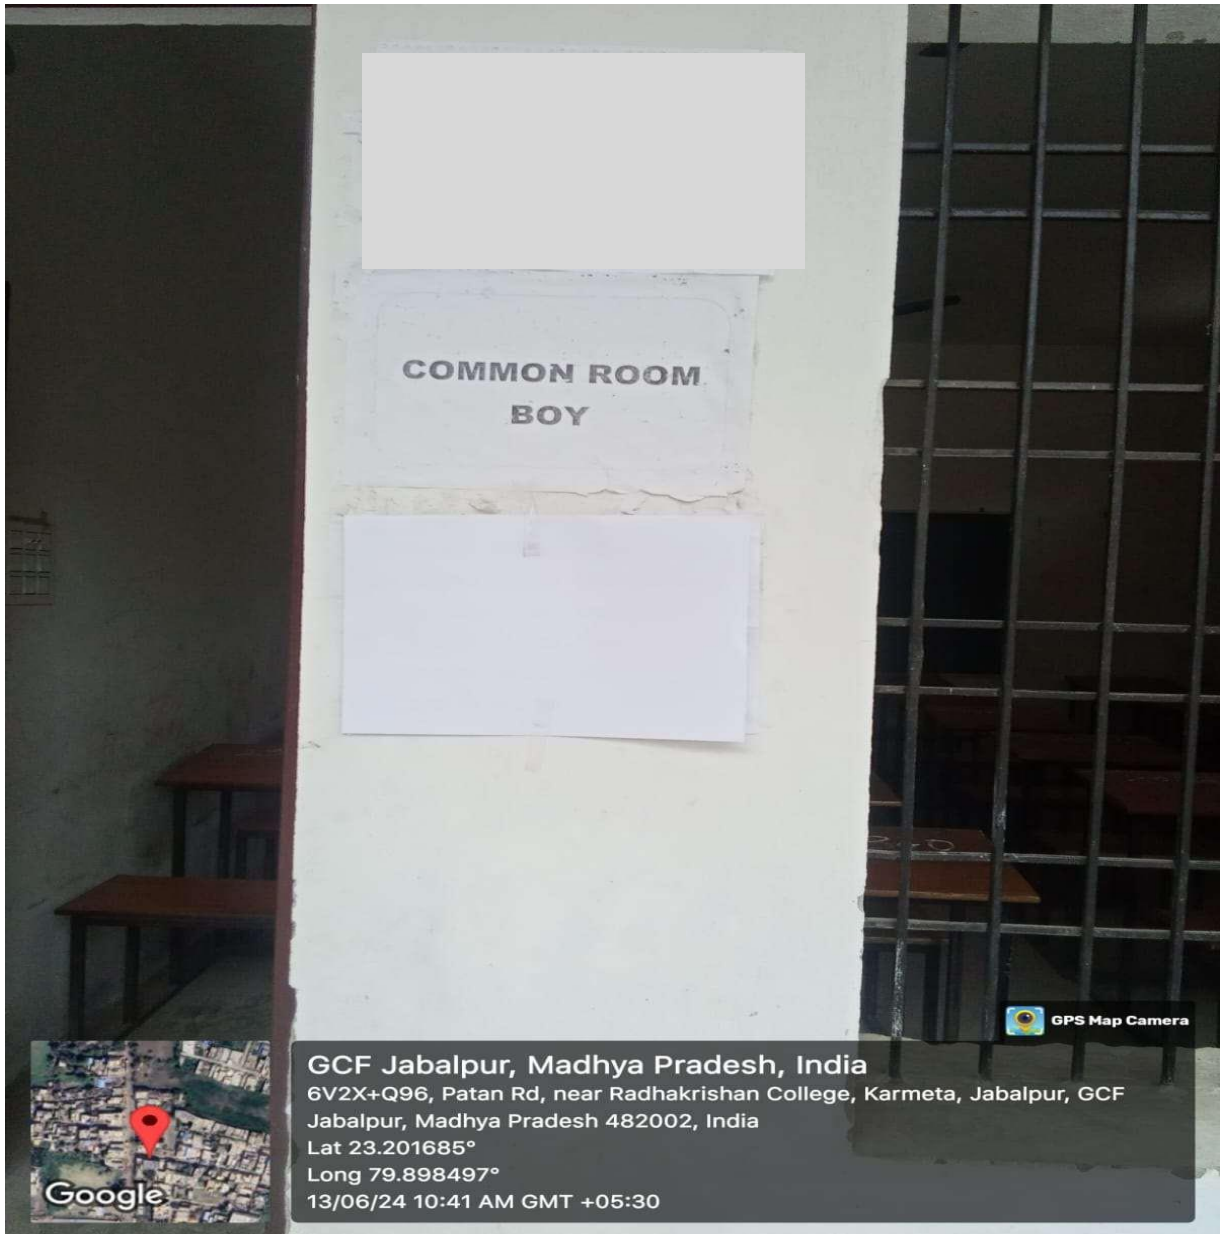 COMMON ROOM
BOY
GPS Map Camera
GCF Jabalpur, Madhya Pradesh, India
6V2X+Q96, Patan Rd, near Radhakrishan College, Karmeta, Jabalpur, GCF
Jabalpur, Madhya Pradesh 482002, India
Lat 23.201685°
Long 79.898497°
13/06/24 10:41 AM GMT +05:30
Google